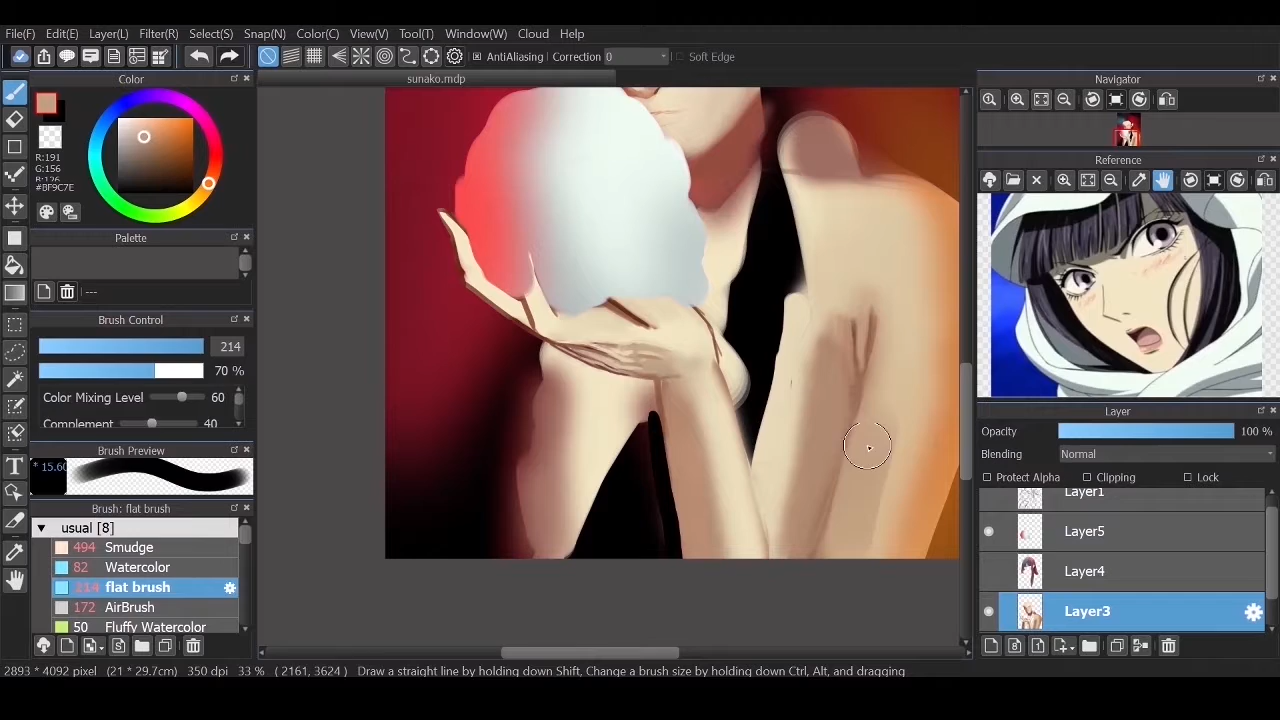 File(F) Edit(E) Layer(L) Filter(R) Select(S) Snap(N) Color(C) View(V) Tool(T) Window(W) Cloud Help
AntiAliasing Correction 0 Soft Edge
Color
sunako.mdp
Navigator
R:191
G:156
B:126
#BF9C7E
Reference
Palette
---
Brush Control
214
70 %
Color Mixing Level 60
Complement 40
Brush Preview
* 15.60
Brush: flat brush
usual [8]
494 Smudge
82 Watercolor
214 flat brush
172 AirBrush
50 Fluffy Watercolor
Layer
Opacity 100 %
Blending Normal
Protect Alpha Clipping Lock
Layer1
Layer5
Layer4
Layer3
2893 * 4092 pixel (21 * 29.7cm) 350 dpi 33 % ( 2161, 3624 ) Draw a straight line by holding down Shift, Change a brush size by holding down Ctrl, Alt, and dragging